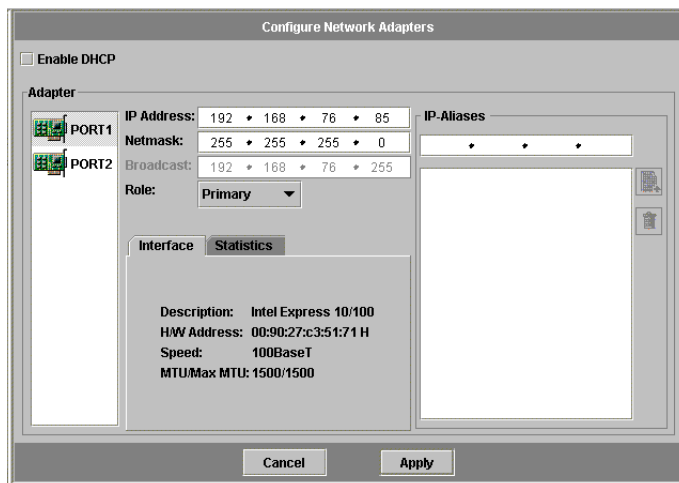 Configure Network Adapters
Enable DHCP
Adapter
PORT1
PORT2
IP Address: 192 . 168 . 76 . 85
Netmask: 255 . 255 . 255 . 0
Broadcast: 192 . 168 . 76 . 255
Role: Primary
Interface Statistics
Description: Intel Express 10/100
H/W Address: 00:90:27:c3:51:71 H
Speed: 100BaseT
MTU/Max MTU: 1500/1500
IP-Aliases
. . .
Cancel Apply